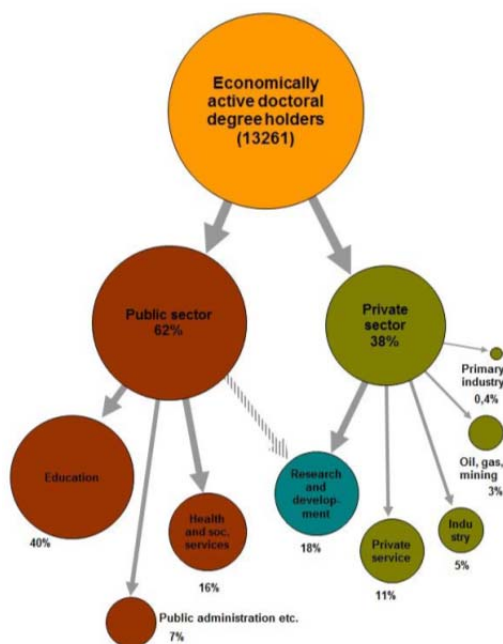 Economically
active doctoral
degree holders
(13261)
Public sector
62%
Private
sector
38%
Primary
industry
0,4%
Oil, gas,
mining
3%
Education
40%
Health
and soc.
services
16%
Research
and
develop-
ment
18%
Private
service
11%
Indu
stry
5%
Public administration etc.
7%